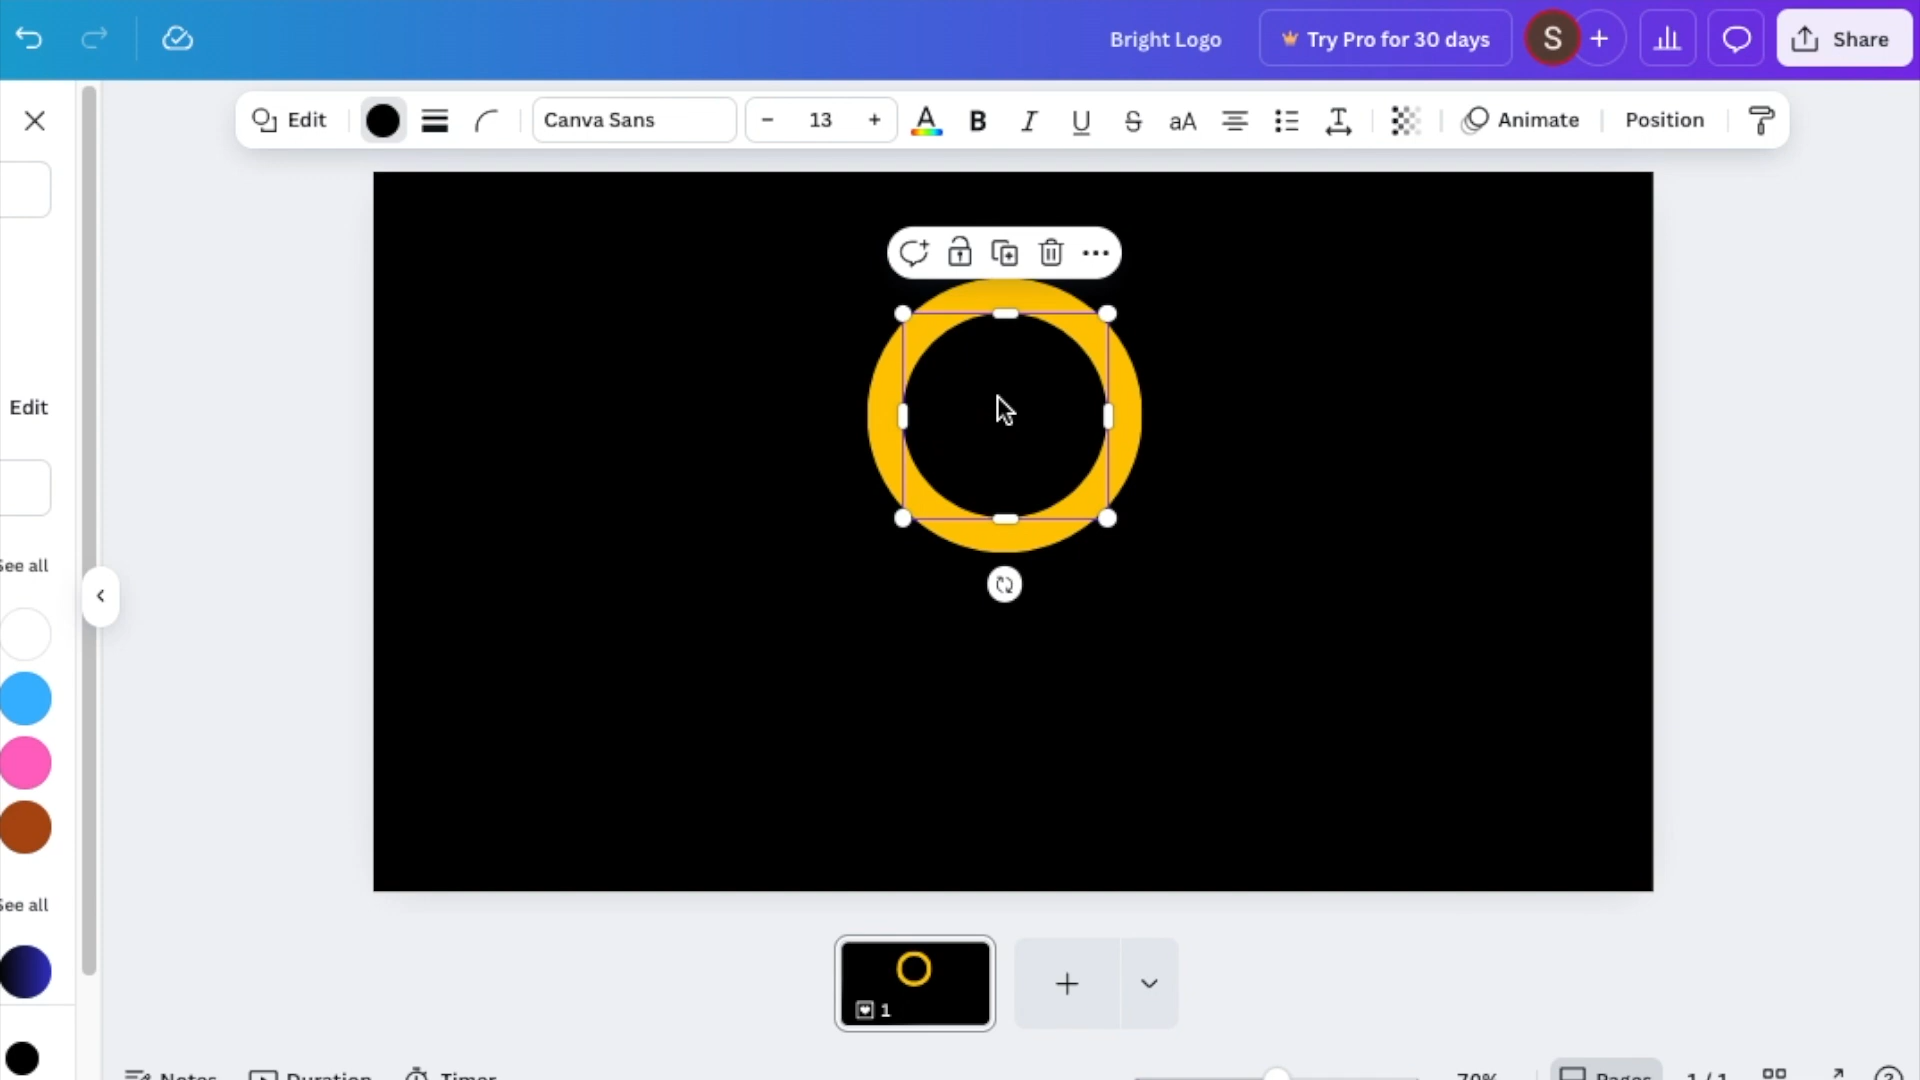 Bright Logo
Try Pro for 30 days
S
Share
Edit
Canva Sans
13
A
B
I
U
S
aA
Animate
Position
Edit
See all
See all
1
Notes
Duration
Timer
70%
Pages
1 / 1